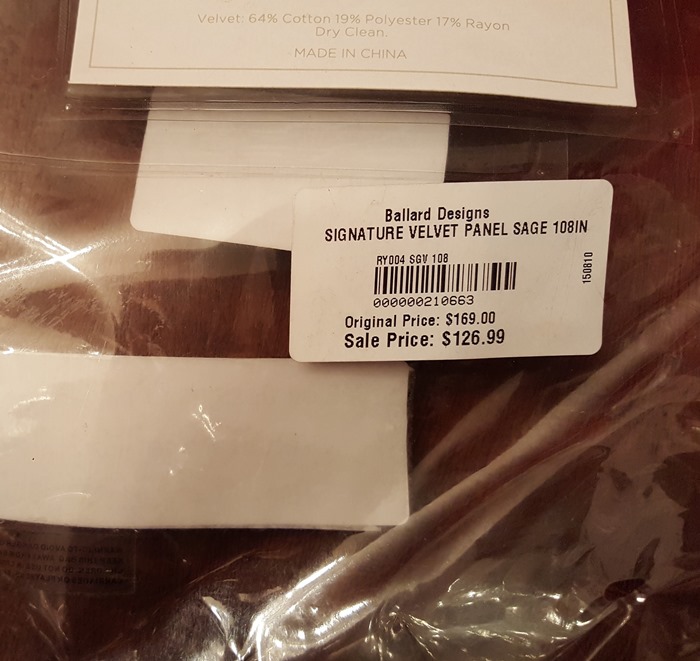 Velvet: 64% Cotton 19% Polyester 17% Rayon
Dry Clean.
MADE IN CHINA
Ballard Designs
SIGNATURE VELVET PANEL SAGE 108IN
RY004 SGV 108
150810
000000210663
Original Price: $169.00
Sale Price: $126.99